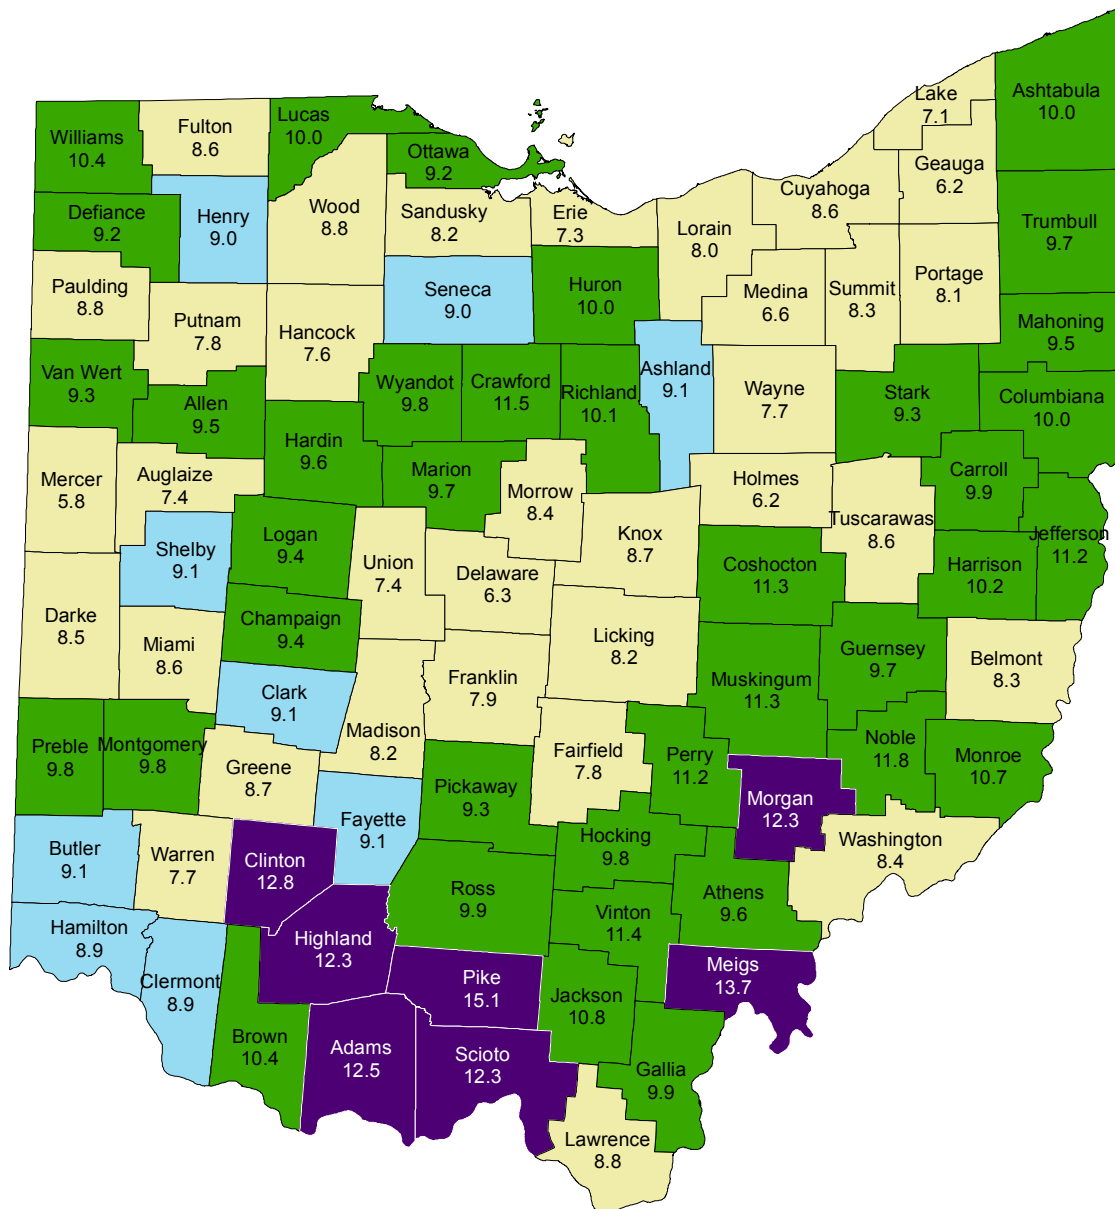 Lake
7.1
Ashtabula
10.0
Williams
10.4
Fulton
8.6
Lucas
10.0
Ottawa
9.2
Geauga
6.2
Cuyahoga
8.6
Defiance
9.2
Henry
9.0
Wood
8.8
Sandusky
8.2
Erie
7.3
Lorain
8.0
Trumbull
9.7
Paulding
8.8
Putnam
7.8
Hancock
7.6
Seneca
9.0
Huron
10.0
Medina
6.6
Summit
8.3
Portage
8.1
Mahoning
9.5
Van Wert
9.3
Allen
9.5
Wyandot
9.8
Crawford
11.5
Richland
10.1
Ashland
9.1
Wayne
7.7
Stark
9.3
Columbiana
10.0
Mercer
5.8
Auglaize
7.4
Hardin
9.6
Marion
9.7
Morrow
8.4
Holmes
6.2
Carroll
9.9
Tuscarawas
8.6
Jefferson
11.2
Shelby
9.1
Logan
9.4
Union
7.4
Delaware
6.3
Knox
8.7
Coshocton
11.3
Harrison
10.2
Darke
8.5
Miami
8.6
Champaign
9.4
Licking
8.2
Guernsey
9.7
Belmont
8.3
Clark
9.1
Franklin
7.9
Muskingum
11.3
Madison
8.2
Preble
9.8
Montgomery
9.8
Greene
8.7
Fairfield
7.8
Perry
11.2
Noble
11.8
Monroe
10.7
Pickaway
9.3
Morgan
12.3
Butler
9.1
Warren
7.7
Clinton
12.8
Fayette
9.1
Hocking
9.8
Washington
8.4
Ross
9.9
Athens
9.6
Hamilton
8.9
Highland
12.3
Vinton
11.4
Clermont
8.9
Pike
15.1
Meigs
13.7
Jackson
10.8
Brown
10.4
Adams
12.5
Scioto
12.3
Gallia
9.9
Lawrence
8.8